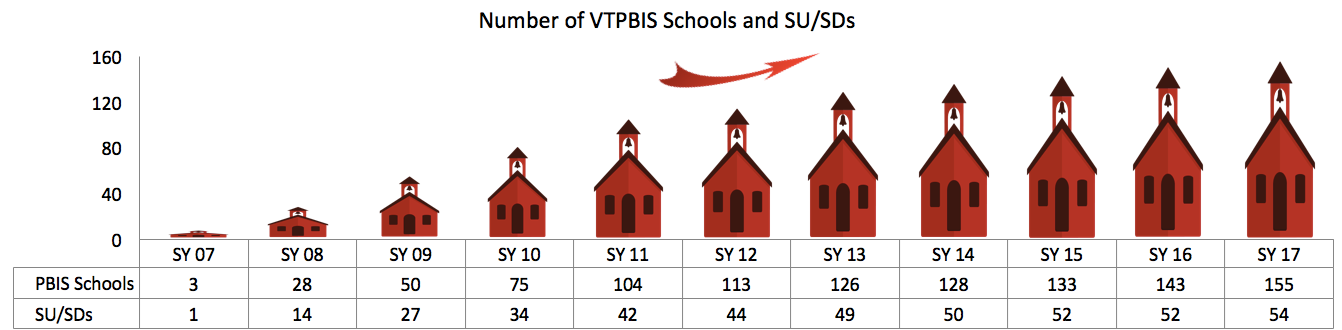 Number of VTPBIS Schools and SU/SDs
160
120
80
40
0
SY 07 SY 08 SY 09 SY 10 SY 11 SY 12 SY 13 SY 14 SY 15 SY 16 SY 17
PBIS Schools 3 28 50 75 104 113 126 128 133 143 155
SU/SDs 1 14 27 34 42 44 49 50 52 52 54